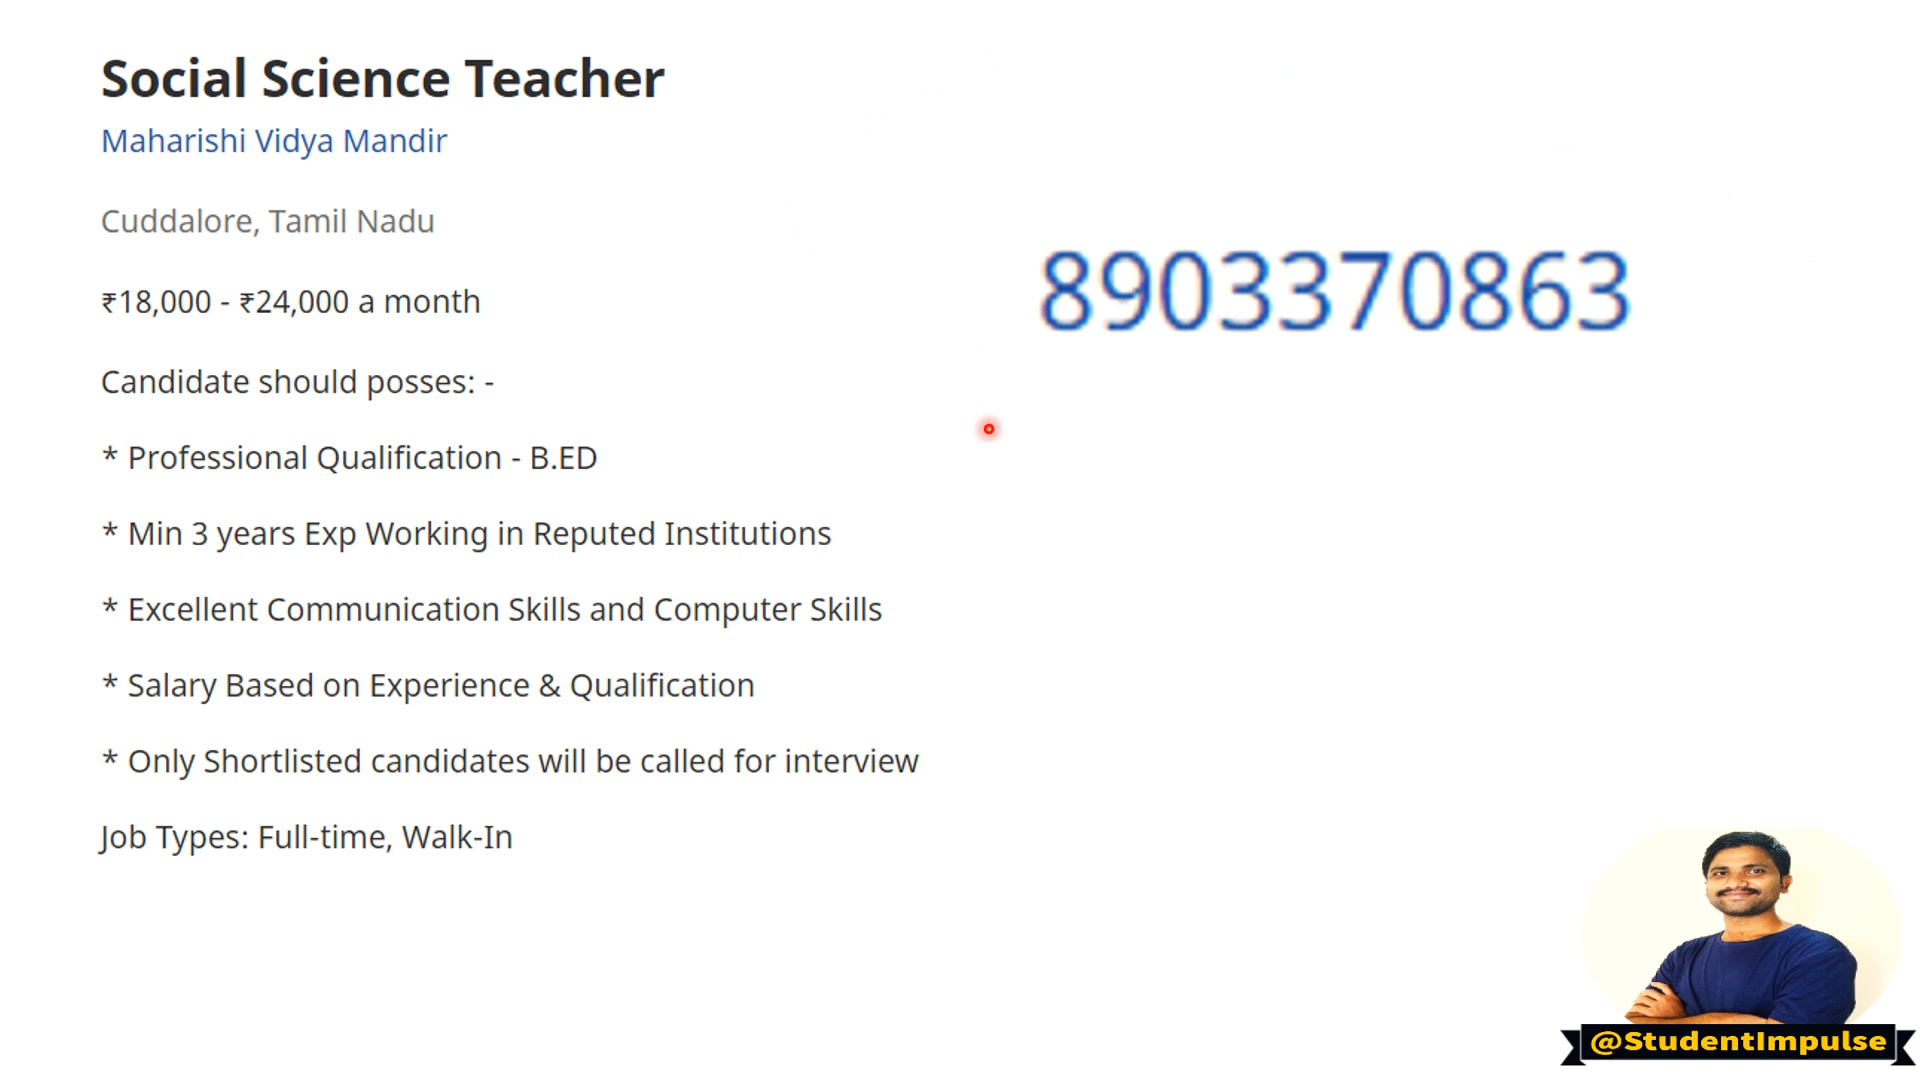 Social Science Teacher
Maharishi Vidya Mandir
Cuddalore, Tamil Nadu
₹18,000 - ₹24,000 a month
8903370863
Candidate should posses: -
* Professional Qualification - B.ED
* Min 3 years Exp Working in Reputed Institutions
* Excellent Communication Skills and Computer Skills
* Salary Based on Experience & Qualification
* Only Shortlisted candidates will be called for interview
Job Types: Full-time, Walk-In
@StudentImpulse